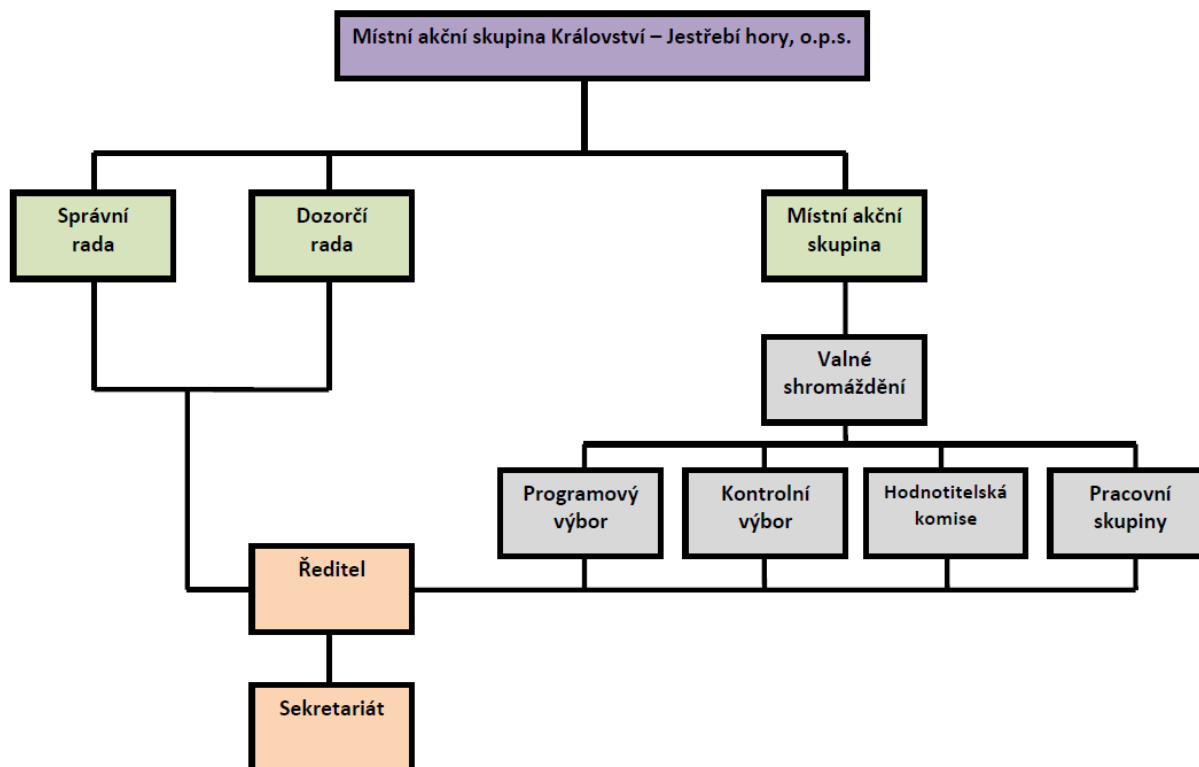 Místní akční skupina Království – Jestřebí hory, o.p.s.
Správní
rada
Dozorčí
rada
Místní akční
skupina
Valné
shromáždění
Programový
výbor
Kontrolní
výbor
Hodnotitelská
komise
Pracovní
skupiny
Ředitel
Sekretariát